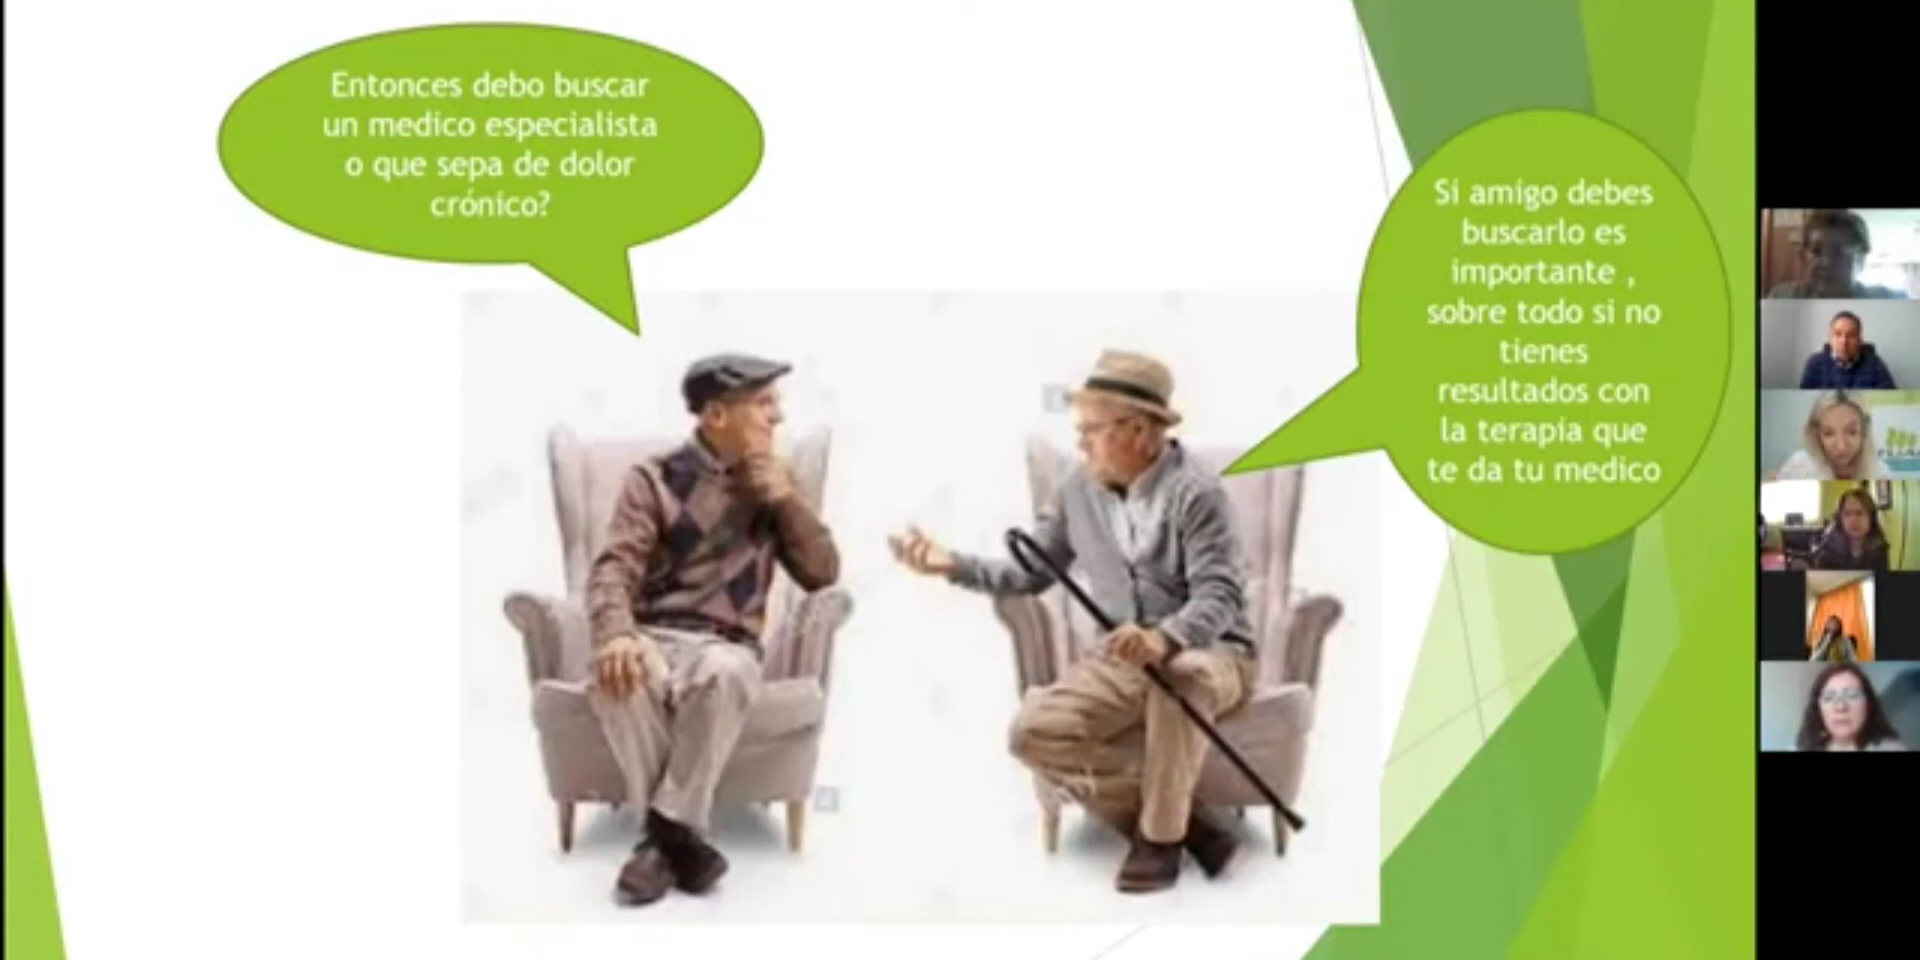 Entonces debo buscar
un medico especialista
o que sepa de dolor
crónico?
Si amigo debes
buscarlo es
importante ,
sobre todo si no
tienes
resultados con
la terapia que
te da tu medico